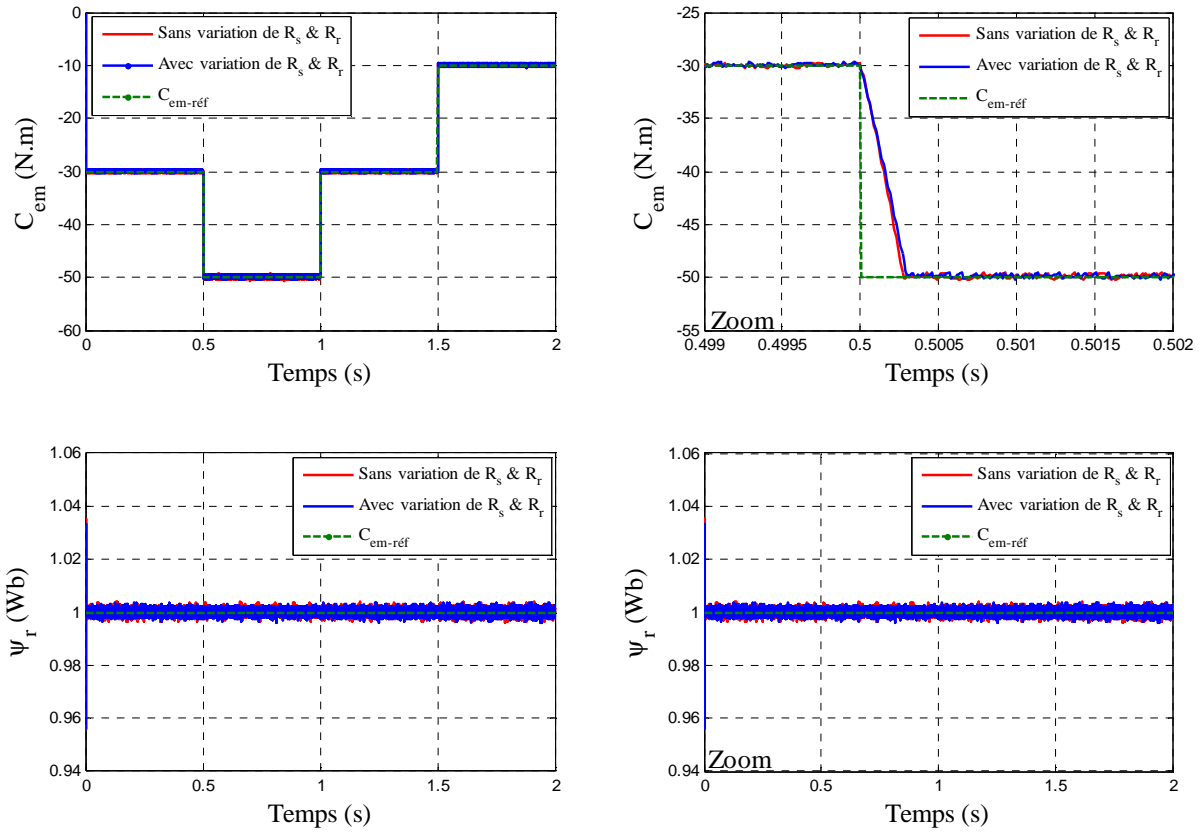 0
-10
-20
-30
-40
-50
-60
0
0.5
1
1.5
2
C_em (N.m)
Temps (s)
Sans variation de R_s & R_r
Avec variation de R_s & R_r
C_em-réf
-25
-30
-35
-40
-45
-50
-55
0.499
0.4995
0.5
0.5005
0.501
0.5015
0.502
C_em (N.m)
Temps (s)
Zoom
Sans variation de R_s & R_r
Avec variation de R_s & R_r
C_em-réf
1.06
1.04
1.02
1
0.98
0.96
0.94
0
0.5
1
1.5
2
ψ_r (Wb)
Temps (s)
Sans variation de R_s & R_r
Avec variation de R_s & R_r
C_em-réf
1.06
1.04
1.02
1
0.98
0.96
0.94
0
0.5
1
1.5
2
ψ_r (Wb)
Temps (s)
Zoom
Sans variation de R_s & R_r
Avec variation de R_s & R_r
C_em-réf